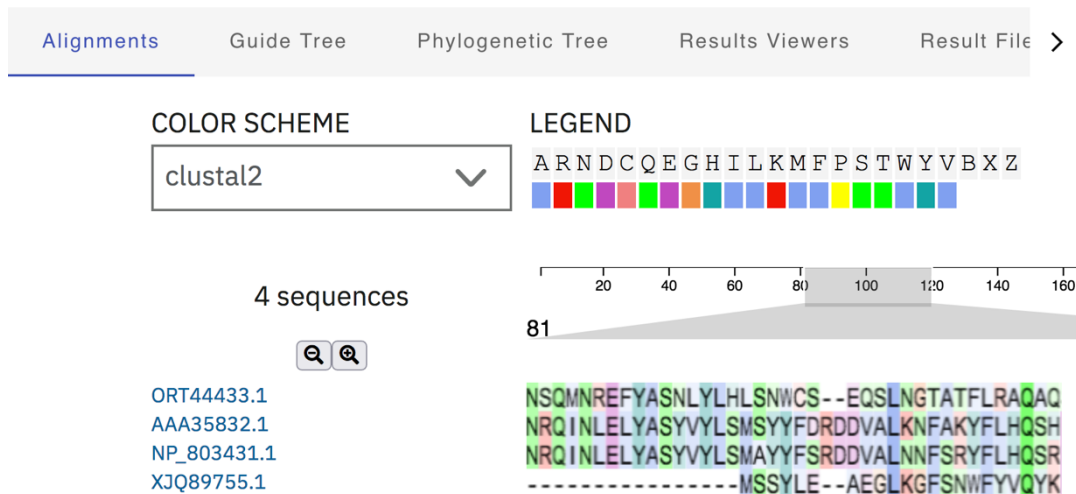 Alignments Guide Tree Phylogenetic Tree Results Viewers Result File
COLOR SCHEME
clustal2
LEGEND
A R N D C Q E G H I L K M F P S T W Y V B X Z
4 sequences
20 40 60 80 100 120 140 160
81
ORT44433.1 NSQMNREFYASNLYLHLSNWCS--EQSLNGTATFLRAQAQ
AAA35832.1 NRQINLELYASYVYLSMSYYFDRDDVALKNFAKYFLHQSH
NP_803431.1 NRQINLELYASYVYLSMAYYFSRDDVALNNFSRYFLHQSR
XJQ89755.1 ----------------MSSYLE--AEGLKGFSNWFYVQYK